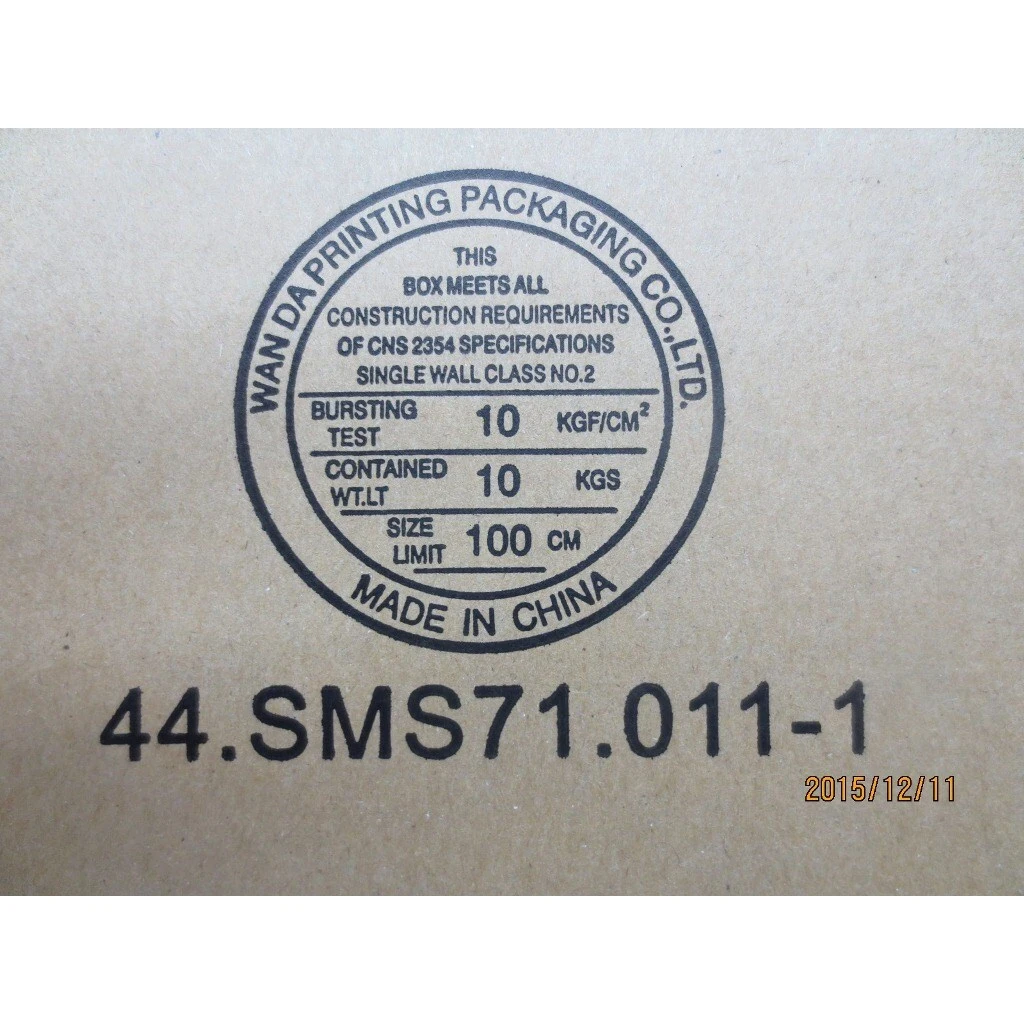 WAN DA PRINTING PACKAGING CO.,LTD.
THIS
BOX MEETS ALL
CONSTRUCTION REQUIREMENTS
OF CNS 2354 SPECIFICATIONS
SINGLE WALL CLASS NO.2
BURSTING TEST 10 KGF/CM²
CONTAINED WT.LT 10 KGS
SIZE LIMIT 100 CM
MADE IN CHINA
44.SMS71.011-1
2015/12/11